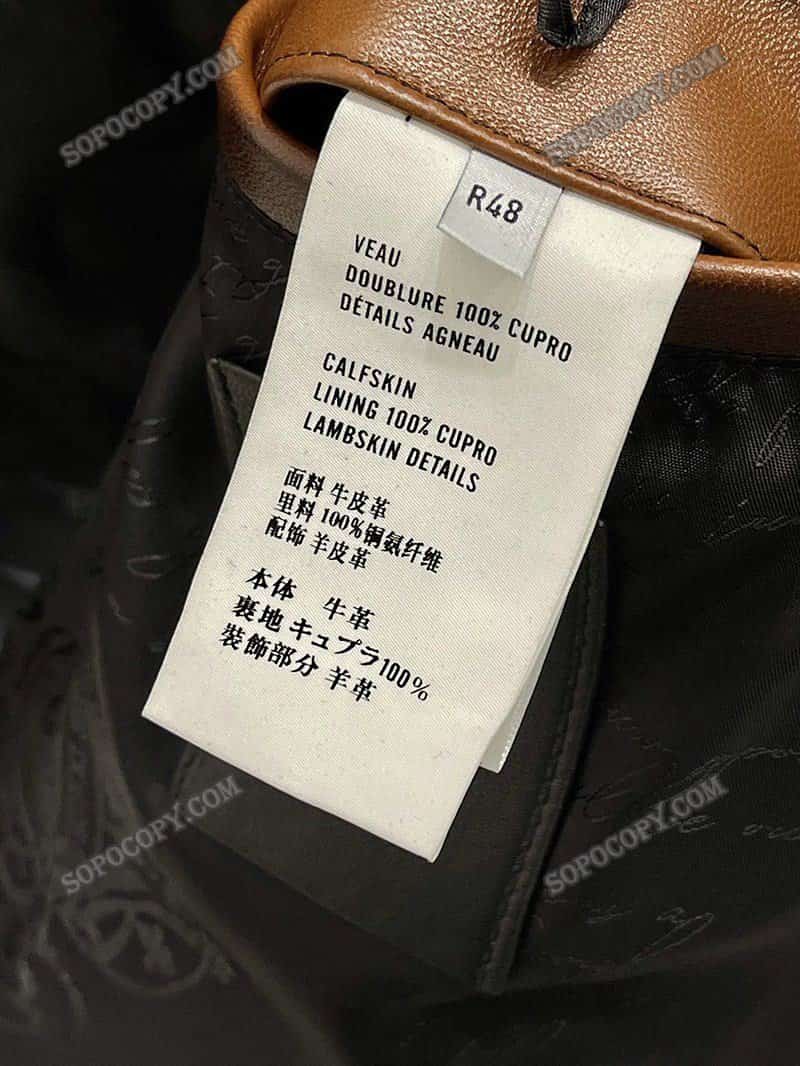 SOPOCOPY.COM
SOPOCOPY.COM
R48
VEAU
DOUBLURE 100% CUPRO
DÉTAILS AGNEAU
CALFSKIN
LINING 100% CUPRO
LAMBSKIN DETAILS
面料 牛皮革
里料 100%铜氨纤维
配饰 羊皮革
本体 牛革
裏地 キュプラ100%
装飾部分 羊革
SOPOCOPY.COM
SOPOCOPY.COM